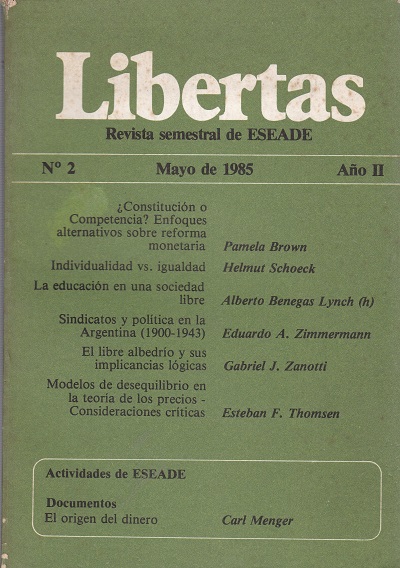 Libertas
Revista semestral de ESEADE
Nº 2 Mayo de 1985 Año II
¿Constitución o
Competencia? Enfoques
alternativos sobre reforma
monetaria Pamela Brown
Individualidad vs. igualdad Helmut Schoeck
La educación en una sociedad
libre Alberto Benegas Lynch (h)
Sindicatos y política en la
Argentina (1900-1943) Eduardo A. Zimmermann
El libre albedrío y sus
implicancias lógicas Gabriel J. Zanotti
Modelos de desequilibrio en
la teoría de los precios -
Consideraciones críticas Esteban F. Thomsen
Actividades de ESEADE
Documentos
El origen del dinero Carl Menger